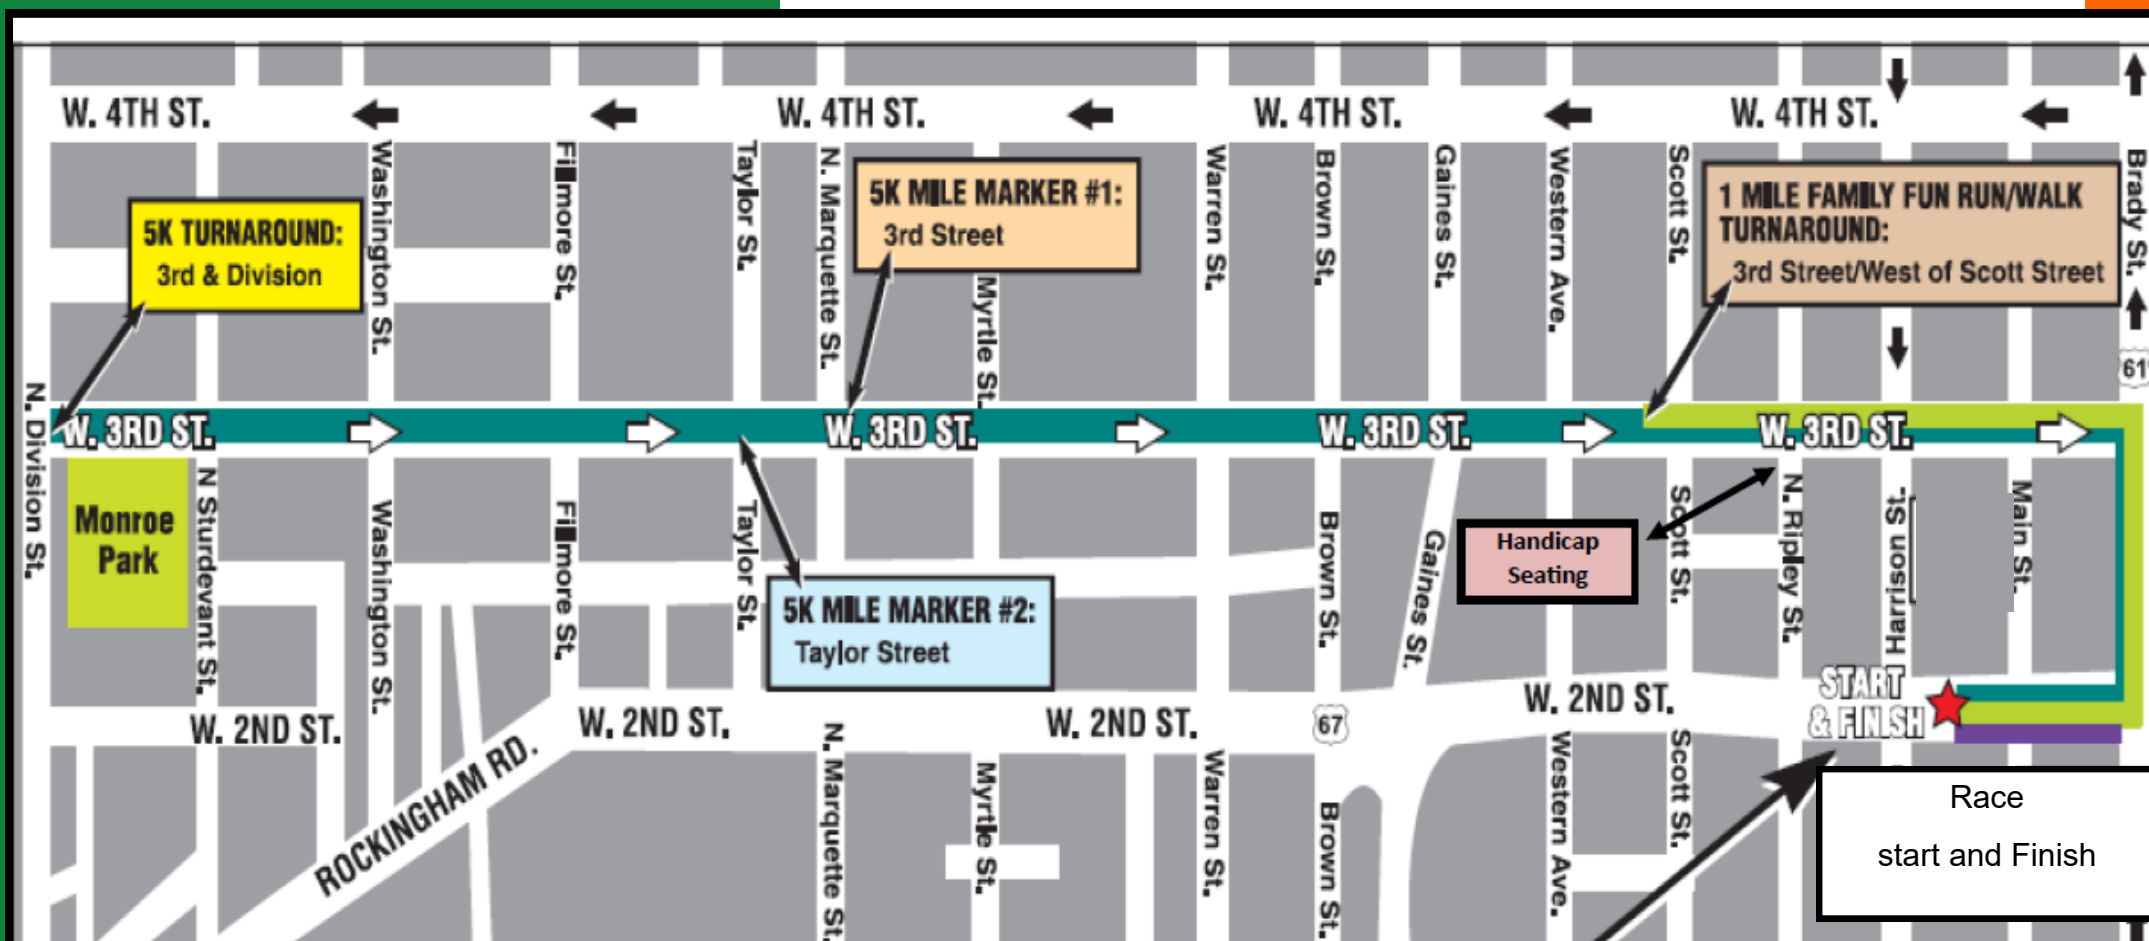 W. 4TH ST.
W. 4TH ST.
W. 4TH ST.
W. 4TH ST.
Washington St.
Fillmore St.
Taylor St.
N. Marquette St.
Myrtle St.
Warren St.
Brown St.
Gaines St.
Western Ave.
Scott St.
Brady St.
5K TURNAROUND:
3rd & Division
5K MILE MARKER #1:
3rd Street
1 MILE FAMILY FUN RUN/WALK
TURNAROUND:
3rd Street/West of Scott Street
61
N. Division St.
W. 3RD ST.
W. 3RD ST.
W. 3RD ST.
W. 3RD ST.
Monroe
Park
N Sturdevant St.
Washington St.
Fillmore St.
Taylor St.
5K MILE MARKER #2:
Taylor Street
Brown St.
Gaines St.
Handicap
Seating
Scott St.
N. Ripley St.
Harrison St.
Main St.
START
& FINISH
W. 2ND ST.
W. 2ND ST.
W. 2ND ST.
W. 2ND ST.
67
ROCKINGHAM RD.
N. Marquette St.
Myrtle St.
Warren St.
Brown St.
Western Ave.
Scott St.
Race
start and Finish